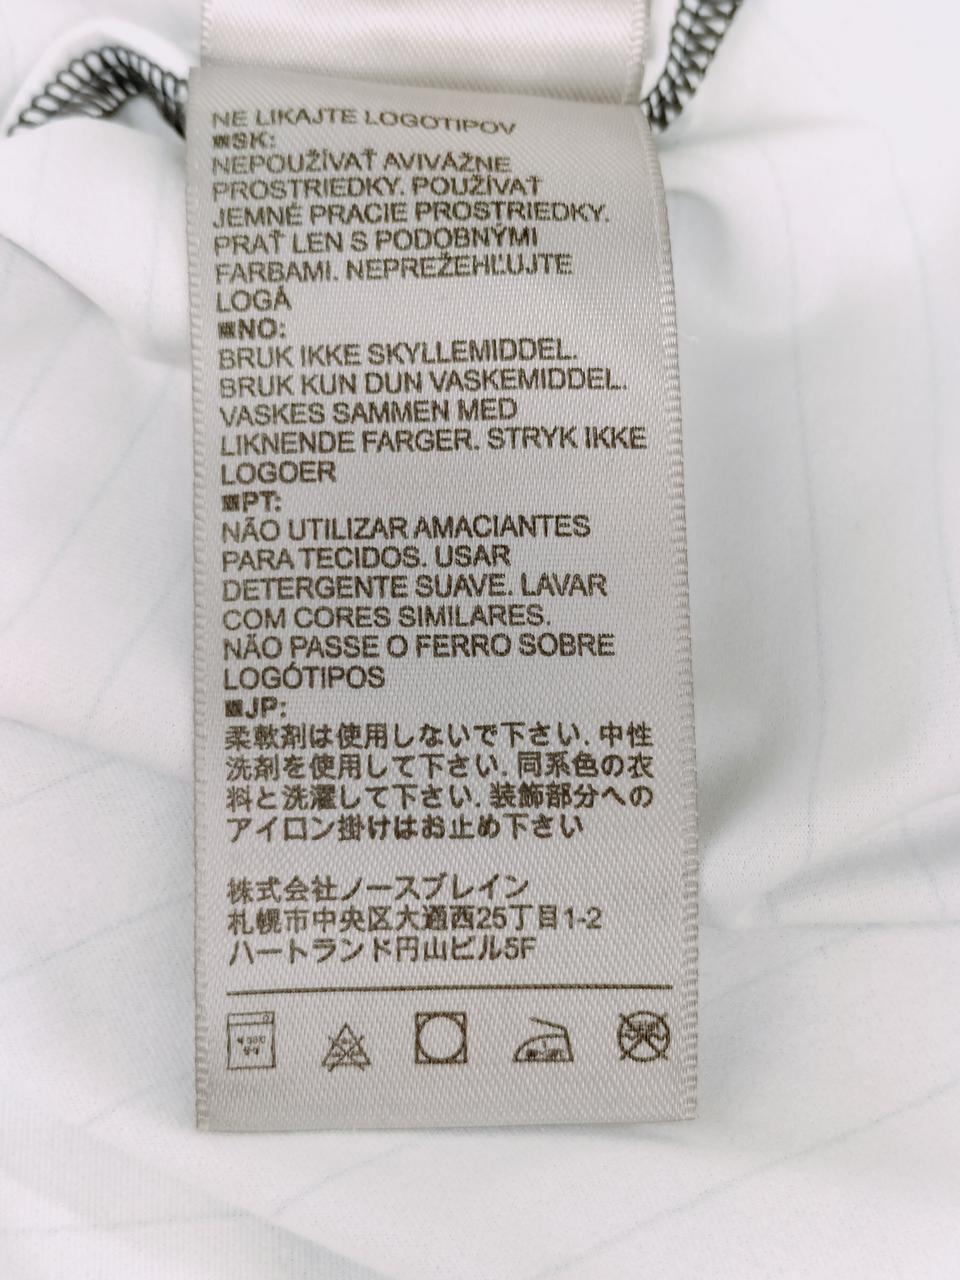 NE LIKAJTE LOGOTIPOV
SK:
NEPOUŽÍVAŤ AVIVÁŽNE
PROSTRIEDKY. POUŽÍVAŤ
JEMNÉ PRACIE PROSTRIEDKY.
PRAŤ LEN S PODOBNÝMI
FARBAMI. NEPREŽEHĽUJTE
LOGÁ
NO:
BRUK IKKE SKYLLEMIDDEL.
BRUK KUN DUN VASKEMIDDEL.
VASKES SAMMEN MED
LIKNENDE FARGER. STRYK IKKE
LOGOER
PT:
NÃO UTILIZAR AMACIANTES
PARA TECIDOS. USAR
DETERGENTE SUAVE. LAVAR
COM CORES SIMILARES.
NÃO PASSE O FERRO SOBRE
LOGÓTIPOS
JP:
柔軟剤は使用しないで下さい. 中性
洗剤を使用して下さい. 同系色の衣
料と洗濯して下さい. 装飾部分への
アイロン掛けはお止め下さい
株式会社ノースブレイン
札幌市中央区大通西25丁目1-2
ハートランド円山ビル5F